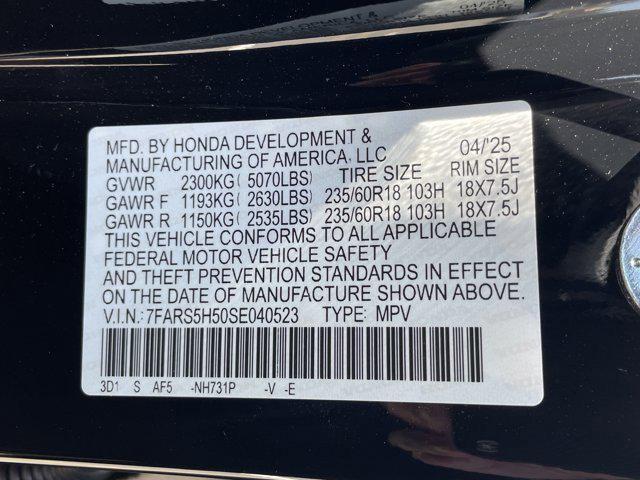 MFD. BY HONDA DEVELOPMENT & 04/'25
MANUFACTURING OF AMERICA, LLC
GVWR 2300KG (5070LBS) TIRE SIZE RIM SIZE
GAWR F 1193KG (2630LBS) 235/60R18 103H 18X7.5J
GAWR R 1150KG (2535LBS) 235/60R18 103H 18X7.5J
THIS VEHICLE CONFORMS TO ALL APPLICABLE
FEDERAL MOTOR VEHICLE SAFETY
AND THEFT PREVENTION STANDARDS IN EFFECT
ON THE DATE OF MANUFACTURE SHOWN ABOVE.
V.I.N.: 7FARS5H50SE040523 TYPE: MPV
3D1 S AF5 -NH731P -V -E